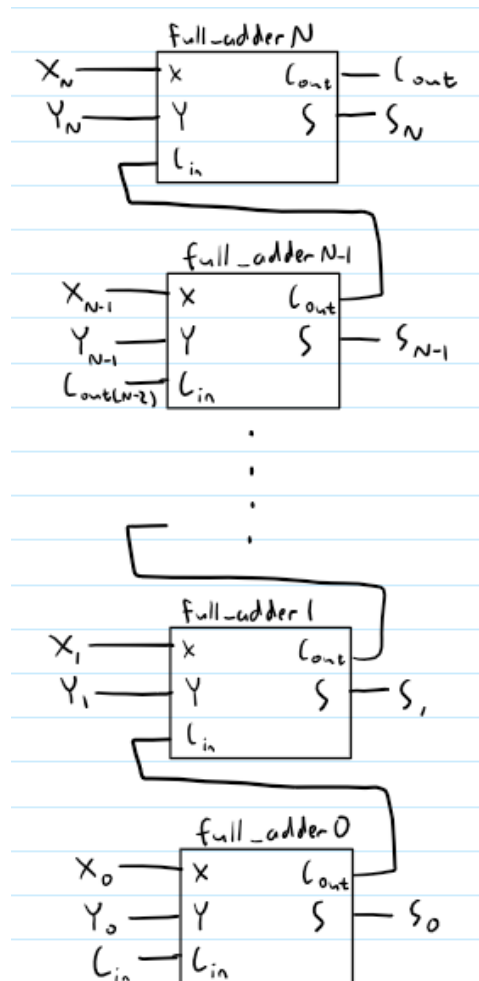 full_adder N
X_N X C_out C_out
Y_N Y S S_N
C_in
full_adder N-1
X_N-1 X C_out
Y_N-1 Y S S_N-1
C_out(N-2) C_in
full_adder 1
X_1 X C_out
Y_1 Y S S_1
C_in
full_adder 0
X_0 X C_out
Y_0 Y S S_0
C_in C_in